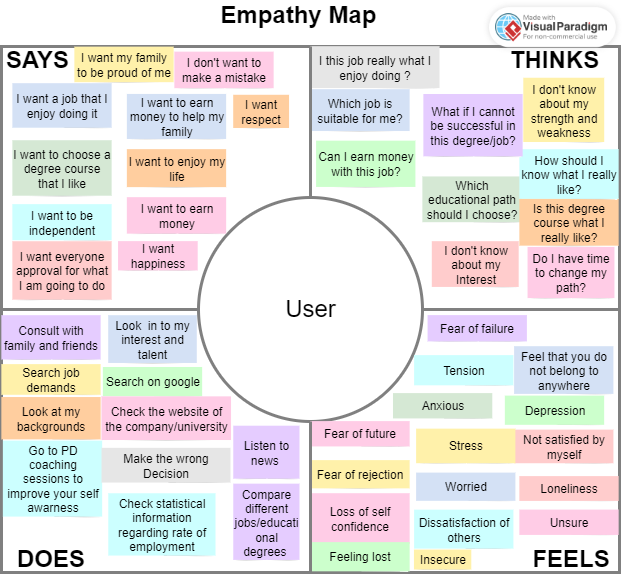 Empathy Map
Made with
VisualParadigm
For non-commercial use
SAYS
I want my family
to be proud of me
I don't want to
make a mistake
I want a job that I
enjoy doing it
I want to earn
money to help my
family
I want
respect
I want to choose a
degree course
that I like
I want to enjoy my
life
I want to be
independent
I want to earn
money
I want everyone
approval for what
I am going to do
I want
happiness
THINKS
I this job really what I
enjoy doing ?
Which job is
suitable for me?
What if I cannot
be successful in
this degree/job?
I don't know
about my
strength and
weakness
Can I earn money
with this job?
How should I
know what I really
like?
Which
educational path
should I choose?
Is this degree
course what I
really like?
I don't know
about my
Interest
Do I have time
to change my
path?
User
Consult with
family and friends
Look  in to my
interest and
talent
Search job
demands
Search on google
Look at my
backgrounds
Check the website of
the company/university
Go to PD
coaching
sessions to
improve your self
awarness
Make the wrong
Decision
Listen to
news
Check statistical
information
regarding rate of
employment
Compare
different
jobs/educati
onal
degrees
DOES
Fear of failure
Tension
Feel that you do
not belong to
anywhere
Anxious
Depression
Fear of future
Stress
Not satisfied by
myself
Fear of rejection
Worried
Loneliness
Loss of self
confidence
Dissatisfaction of
others
Unsure
Feeling lost
Insecure
FEELS